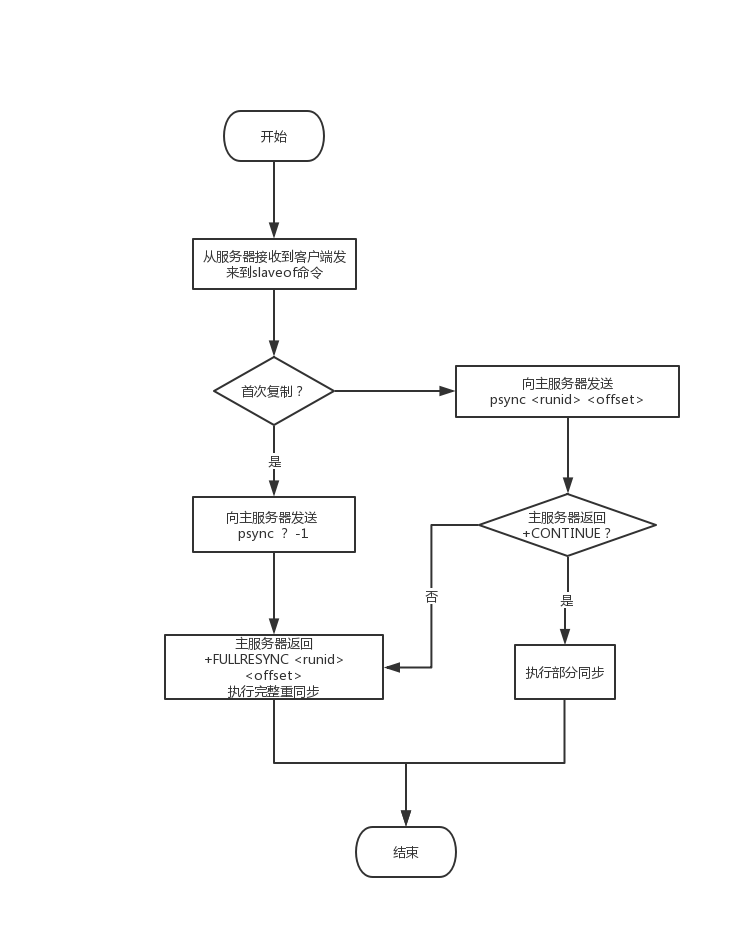 开始
从服务器接收到客户端发
来到slaveof命令
首次复制？
向主服务器发送
psync <runid> <offset>
是
向主服务器发送
psync ? -1
主服务器返回
+CONTINUE？
否
是
主服务器返回
+FULLRESYNC <runid>
<offset>
执行完整重同步
执行部分同步
结束